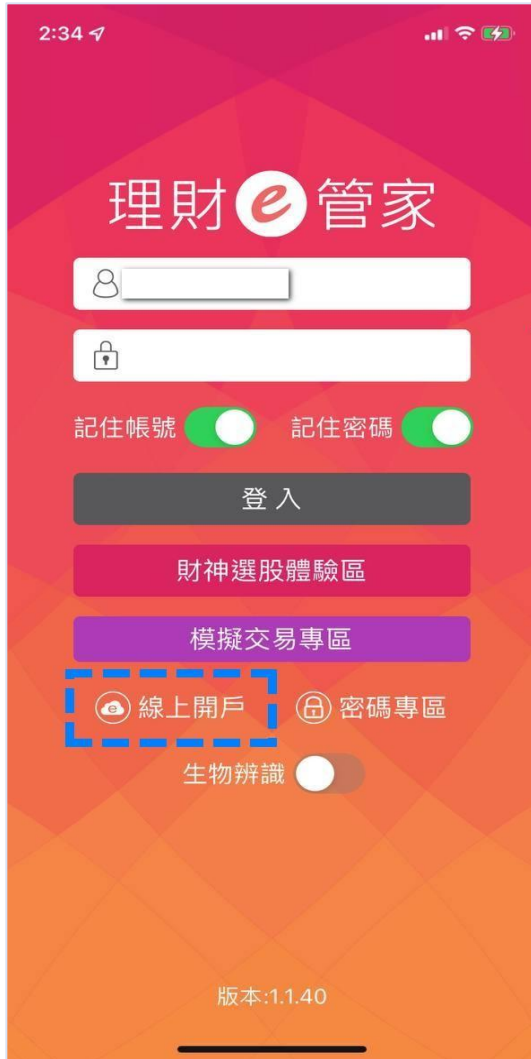 2:34
理財e管家
記住帳號 記住密碼
登入
財神選股體驗區
模擬交易專區
e 線上開戶 密碼專區
生物辨識
版本:1.1.40